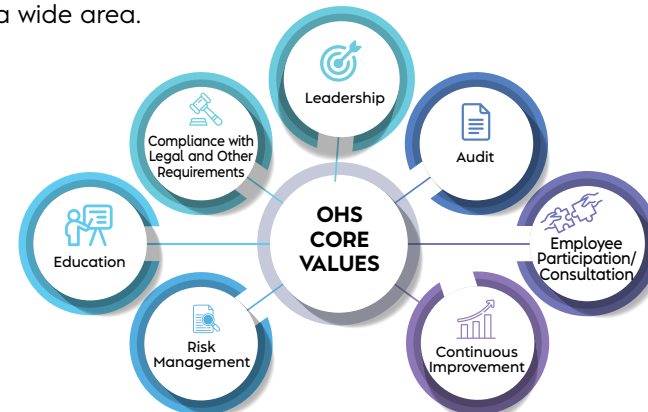 a wide area.
Leadership
Compliance with
Legal and Other
Requirements
Audit
OHS
CORE
VALUES
Education
Employee
Participation/
Consultation
Risk
Management
Continuous
Improvement